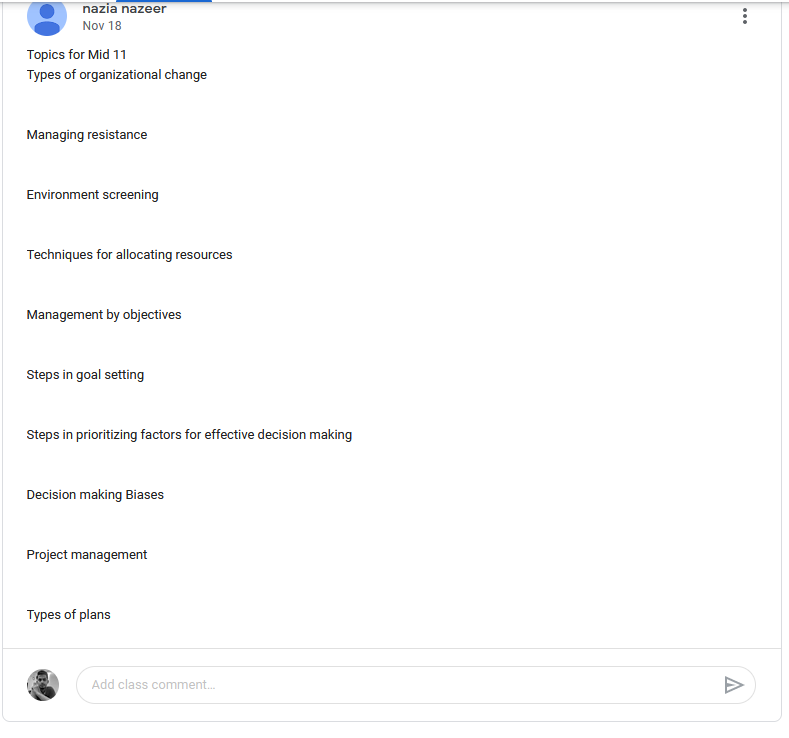 nazia nazeer
Nov 18
Topics for Mid 11
Types of organizational change
Managing resistance
Environment screening
Techniques for allocating resources
Management by objectives
Steps in goal setting
Steps in prioritizing factors for effective decision making
Decision making Biases
Project management
Types of plans
Add class comment...